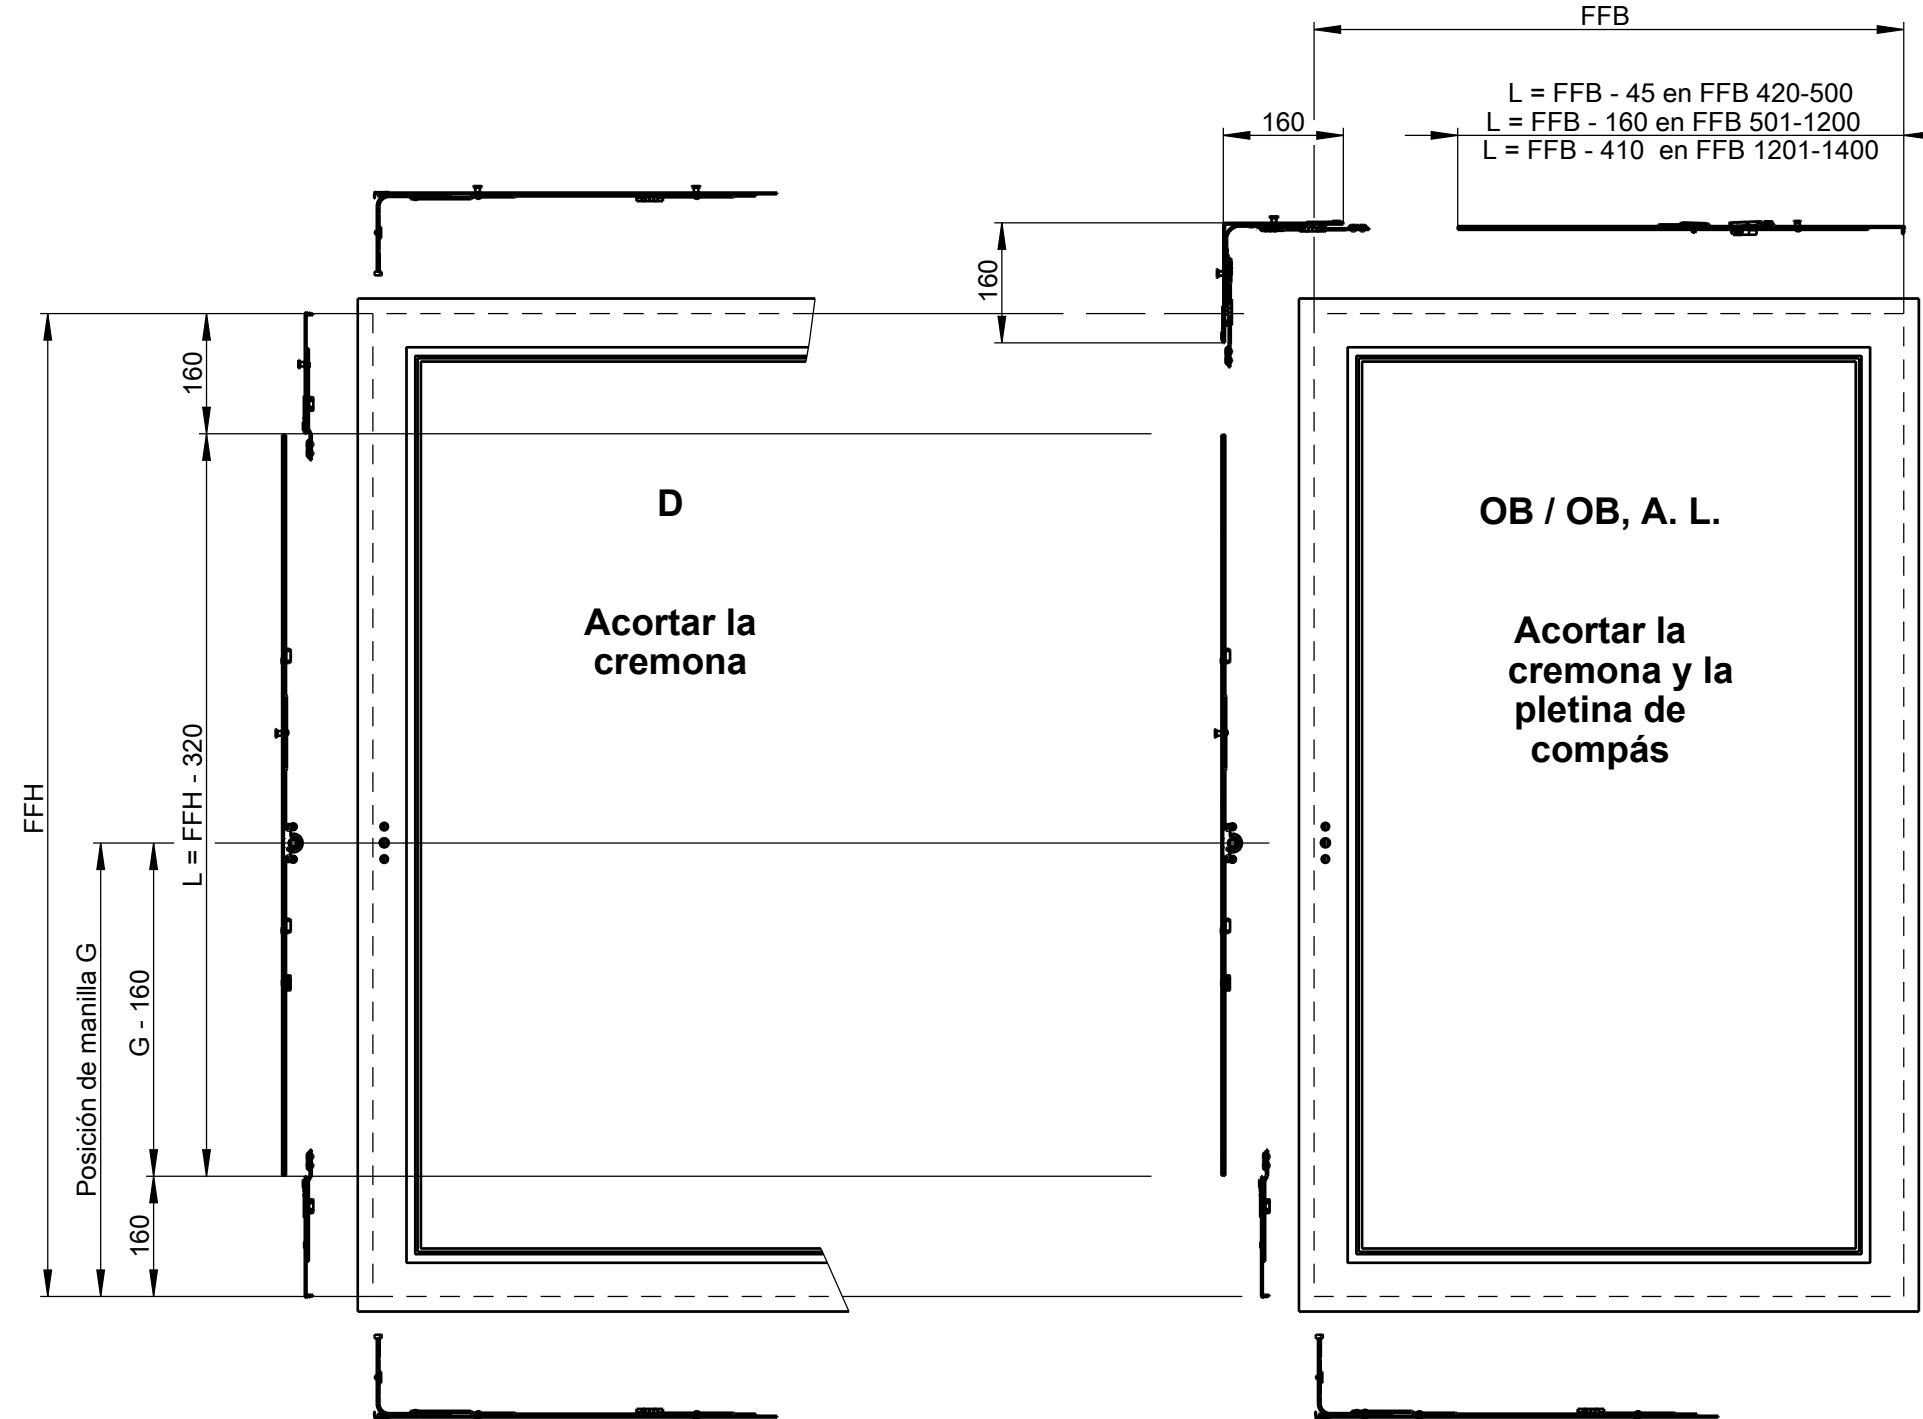 FFB
L = FFB - 45 en FFB 420-500
L = FFB - 160 en FFB 501-1200
L = FFB - 410  en FFB 1201-1400
160
160
160
FFH
L = FFH - 320
Posición de manilla G
G - 160
160
D
Acortar la
cremona
OB / OB, A. L.
Acortar la
cremona y la
pletina de
compás